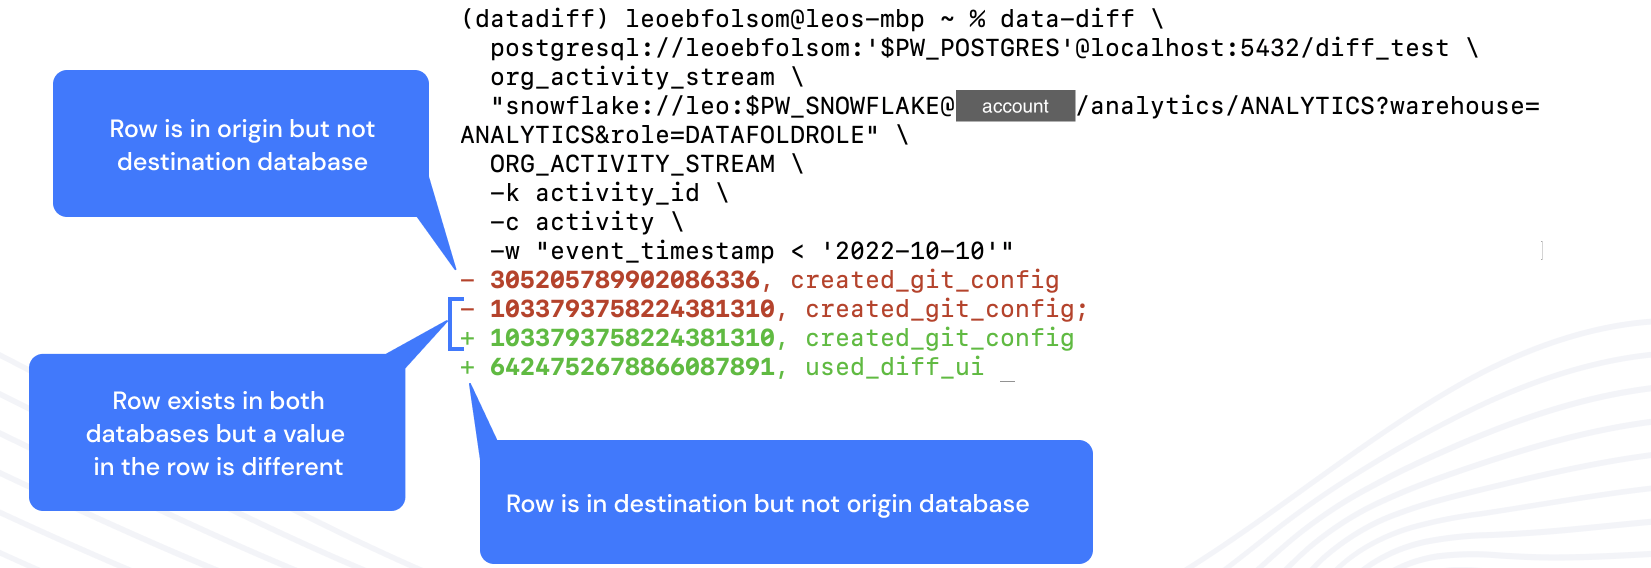 (datadiff) leoebfolsom@leos-mbp ~ % data-diff \
postgresql://leoebfolsom:'$PW_POSTGRES'@localhost:5432/diff_test \
org_activity_stream \
"snowflake://leo:$PW_SNOWFLAKE@ account /analytics/ANALYTICS?warehouse=
ANALYTICS&role=DATAFOLDROLE" \
ORG_ACTIVITY_STREAM \
-k activity_id \
-c activity \
-w "event_timestamp < '2022-10-10'"
- 305205789902086336, created_git_config
- 1033793758224381310, created_git_config;
+ 1033793758224381310, created_git_config
+ 6424752678866087891, used_diff_ui _
Row is in origin but not
destination database
Row exists in both
databases but a value
in the row is different
Row is in destination but not origin database